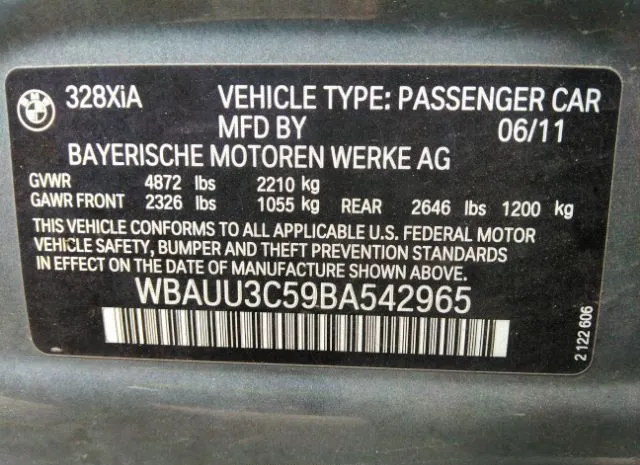 BMW
328XiA VEHICLE TYPE: PASSENGER CAR
MFD BY 06/11
BAYERISCHE MOTOREN WERKE AG
GVWR 4872 lbs 2210 kg
GAWR FRONT 2326 lbs 1055 kg REAR 2646 lbs 1200 kg
THIS VEHICLE CONFORMS TO ALL APPLICABLE U.S. FEDERAL MOTOR
VEHICLE SAFETY, BUMPER AND THEFT PREVENTION STANDARDS
IN EFFECT ON THE DATE OF MANUFACTURE SHOWN ABOVE.
WBAUU3C59BA542965
2 122 606